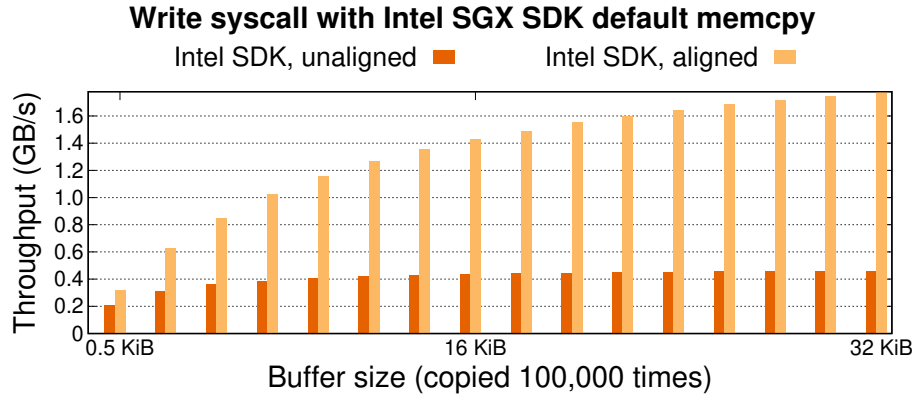 Write syscall with Intel SGX SDK default memcpy
Intel SDK, unaligned
Intel SDK, aligned
Throughput (GB/s)
1.6
1.4
1.2
1.0
0.8
0.6
0.4
0.2
0
0.5 KiB
16 KiB
32 KiB
Buffer size (copied 100,000 times)